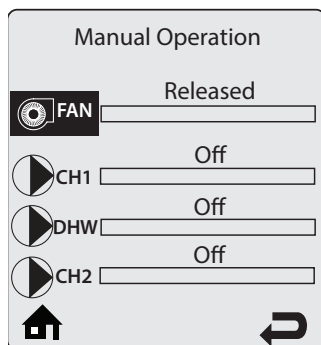 Manual Operation
Released
FAN
Off
CH1
Off
DHW
Off
CH2